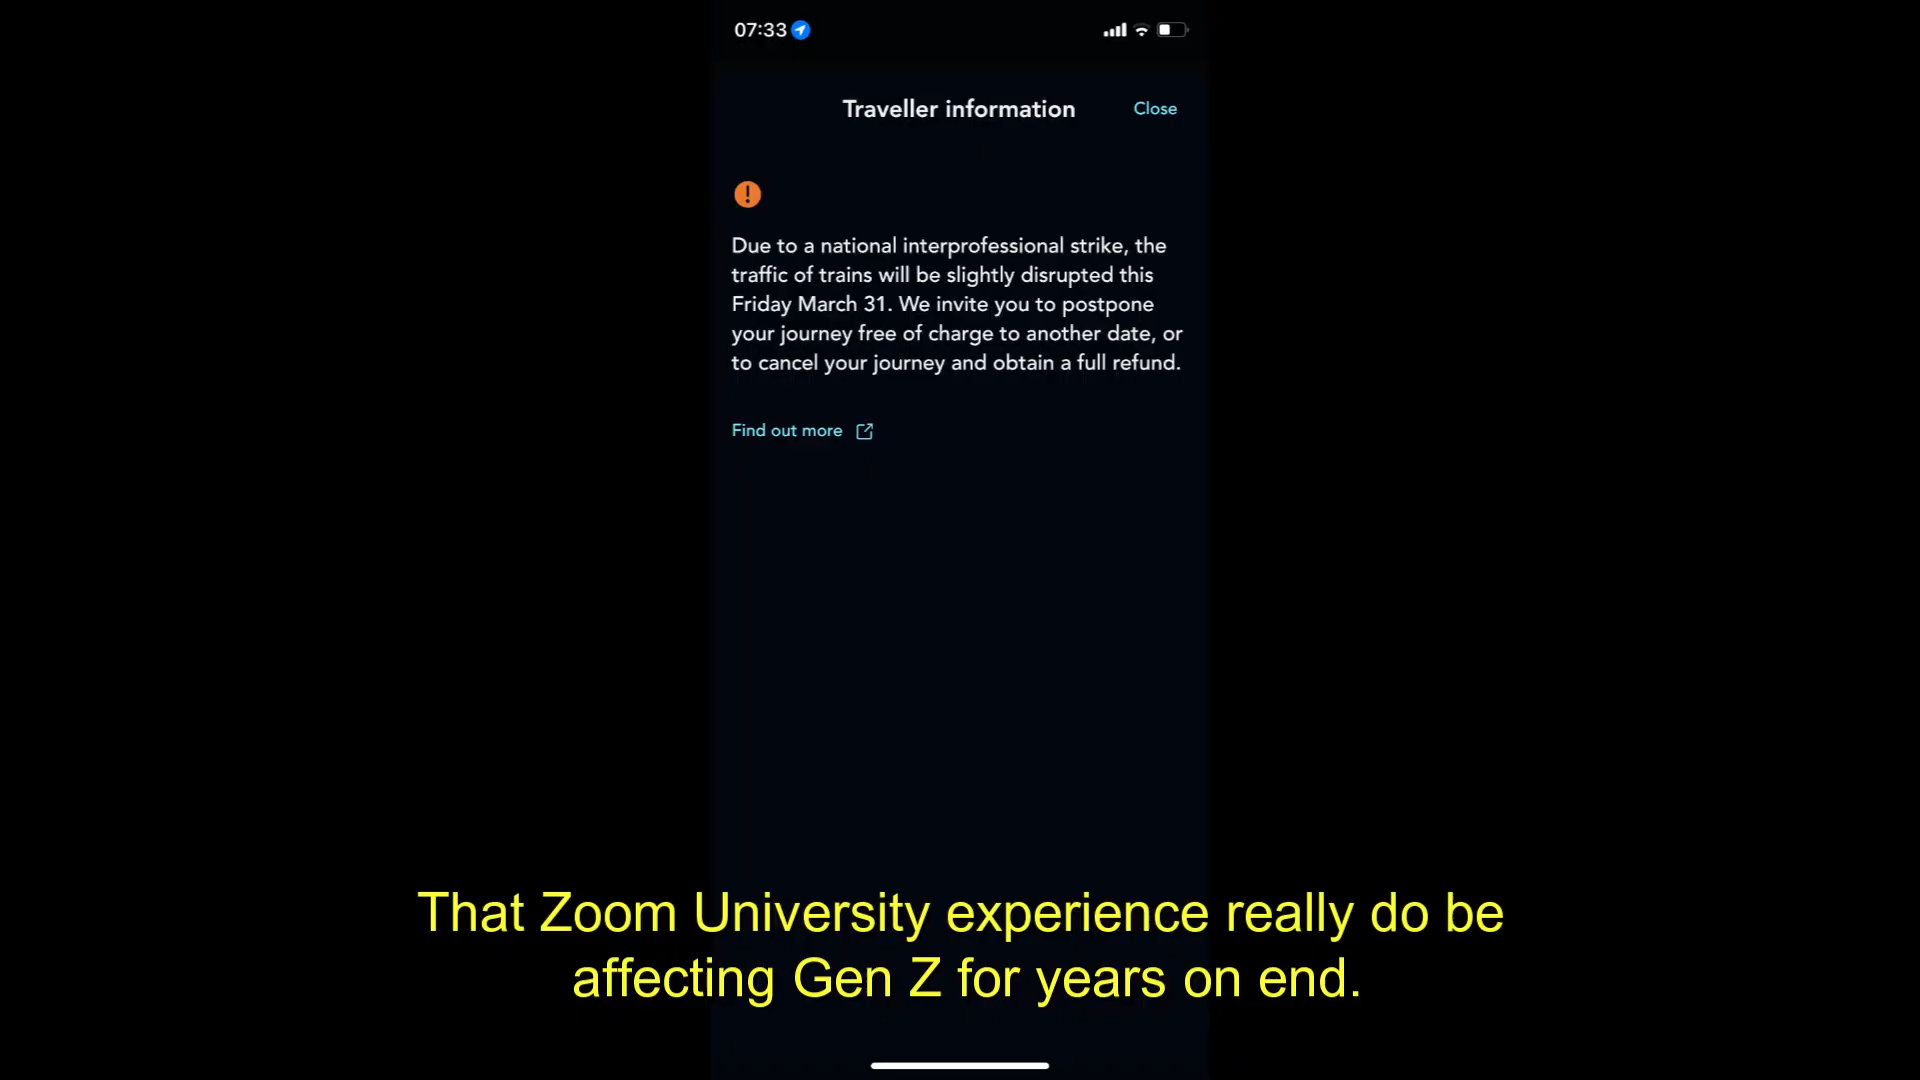 07:33
Traveller information
Close
Due to a national interprofessional strike, the
traffic of trains will be slightly disrupted this
Friday March 31. We invite you to postpone
your journey free of charge to another date, or
to cancel your journey and obtain a full refund.
Find out more
That Zoom University experience really do be
affecting Gen Z for years on end.